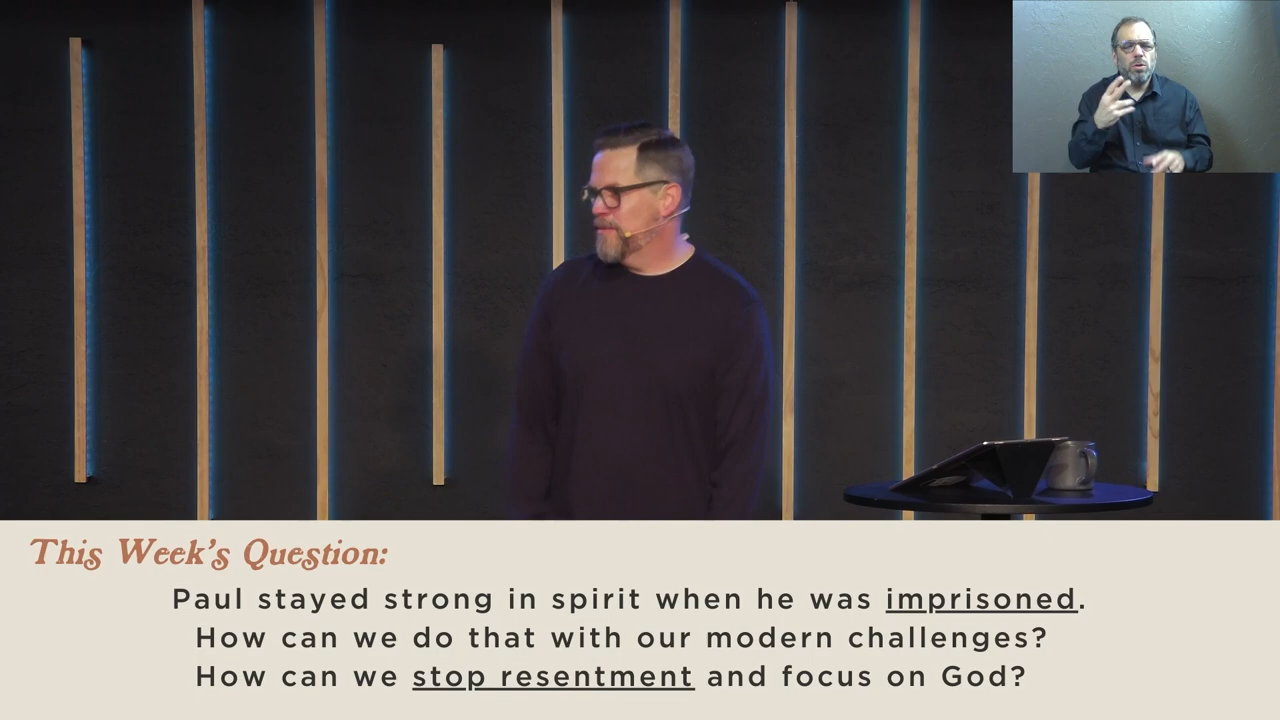 This Week's Question:
Paul stayed strong in spirit when he was imprisoned.
How can we do that with our modern challenges?
How can we stop resentment and focus on God?